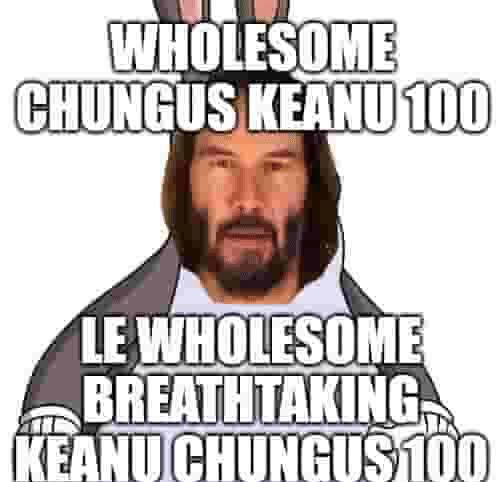 WHOLESOME
CHUNGUS KEANU 100
LE WHOLESOME
BREATHTAKING
KEANU CHUNGUS 100